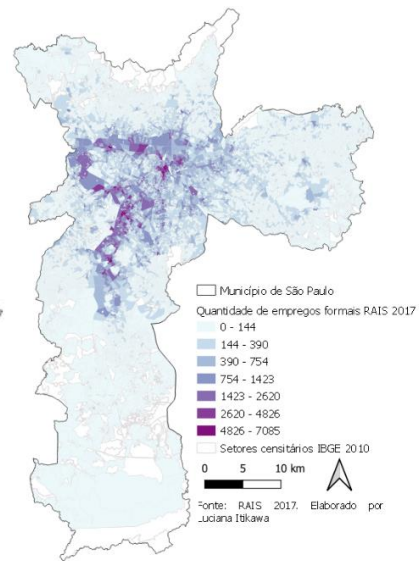 Município de São Paulo
Quantidade de empregos formais RAIS 2017
0 - 144
144 - 390
390 - 754
754 - 1423
1423 - 2620
2620 - 4826
4826 - 7085
Setores censitários IBGE 2010
0 5 10 km
Fonte: RAIS 2017. Elaborado por
Luciana Itikawa